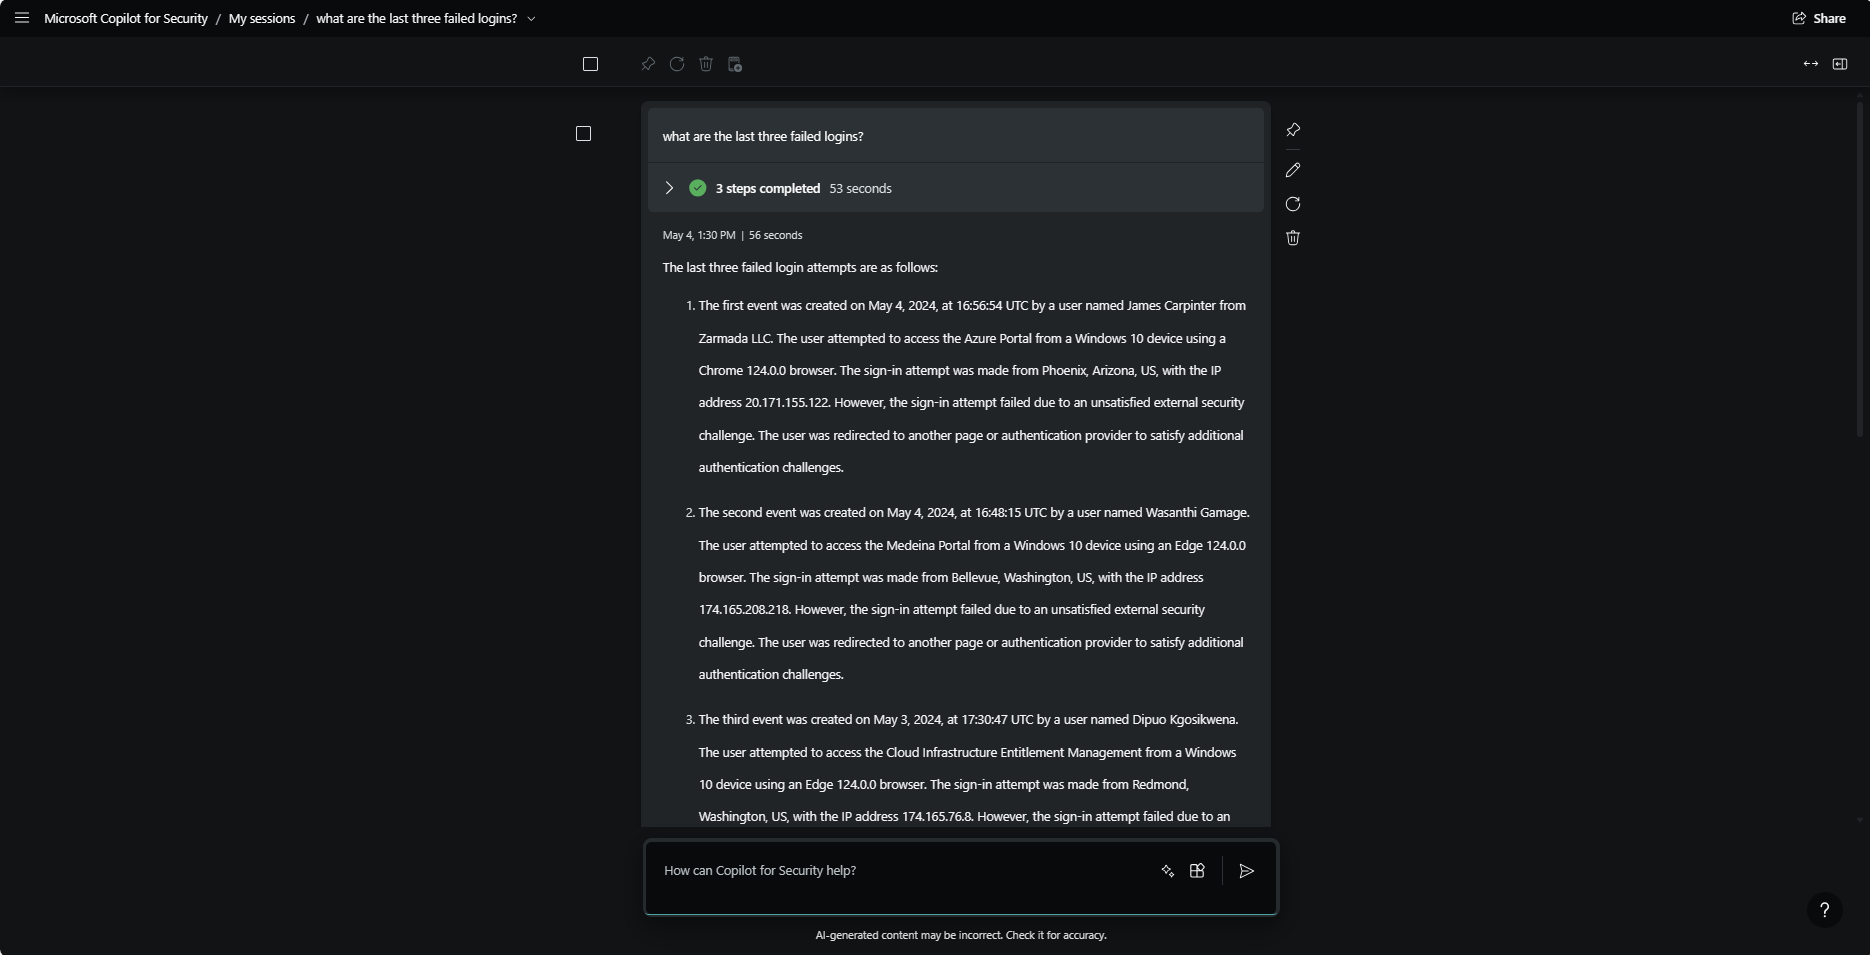 Microsoft Copilot for Security / My sessions / what are the last three failed logins?
Share
what are the last three failed logins?
3 steps completed 53 seconds
May 4, 1:30 PM | 56 seconds
The last three failed login attempts are as follows:
1. The first event was created on May 4, 2024, at 16:56:54 UTC by a user named James Carpinter from
Zarmada LLC. The user attempted to access the Azure Portal from a Windows 10 device using a
Chrome 124.0.0 browser. The sign-in attempt was made from Phoenix, Arizona, US, with the IP
address 20.171.155.122. However, the sign-in attempt failed due to an unsatisfied external security
challenge. The user was redirected to another page or authentication provider to satisfy additional
authentication challenges.
2. The second event was created on May 4, 2024, at 16:48:15 UTC by a user named Wasanthi Gamage.
The user attempted to access the Medeina Portal from a Windows 10 device using an Edge 124.0.0
browser. The sign-in attempt was made from Bellevue, Washington, US, with the IP address
174.165.208.218. However, the sign-in attempt failed due to an unsatisfied external security
challenge. The user was redirected to another page or authentication provider to satisfy additional
authentication challenges.
3. The third event was created on May 3, 2024, at 17:30:47 UTC by a user named Dipuo Kgosikwena.
The user attempted to access the Cloud Infrastructure Entitlement Management from a Windows
10 device using an Edge 124.0.0 browser. The sign-in attempt was made from Redmond,
Washington, US, with the IP address 174.165.76.8. However, the sign-in attempt failed due to an
How can Copilot for Security help?
?
AI-generated content may be incorrect. Check it for accuracy.